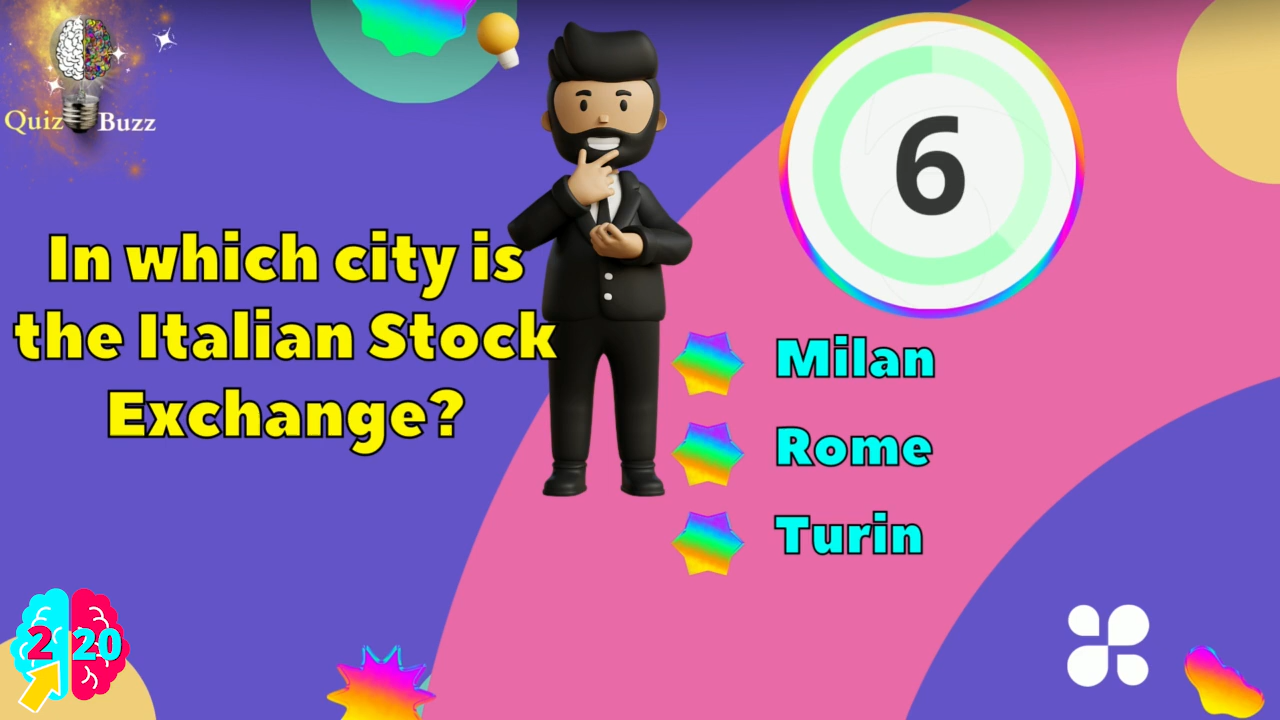 Quiz Buzz
6
In which city is
the Italian Stock
Exchange?
Milan
Rome
Turin
2 20